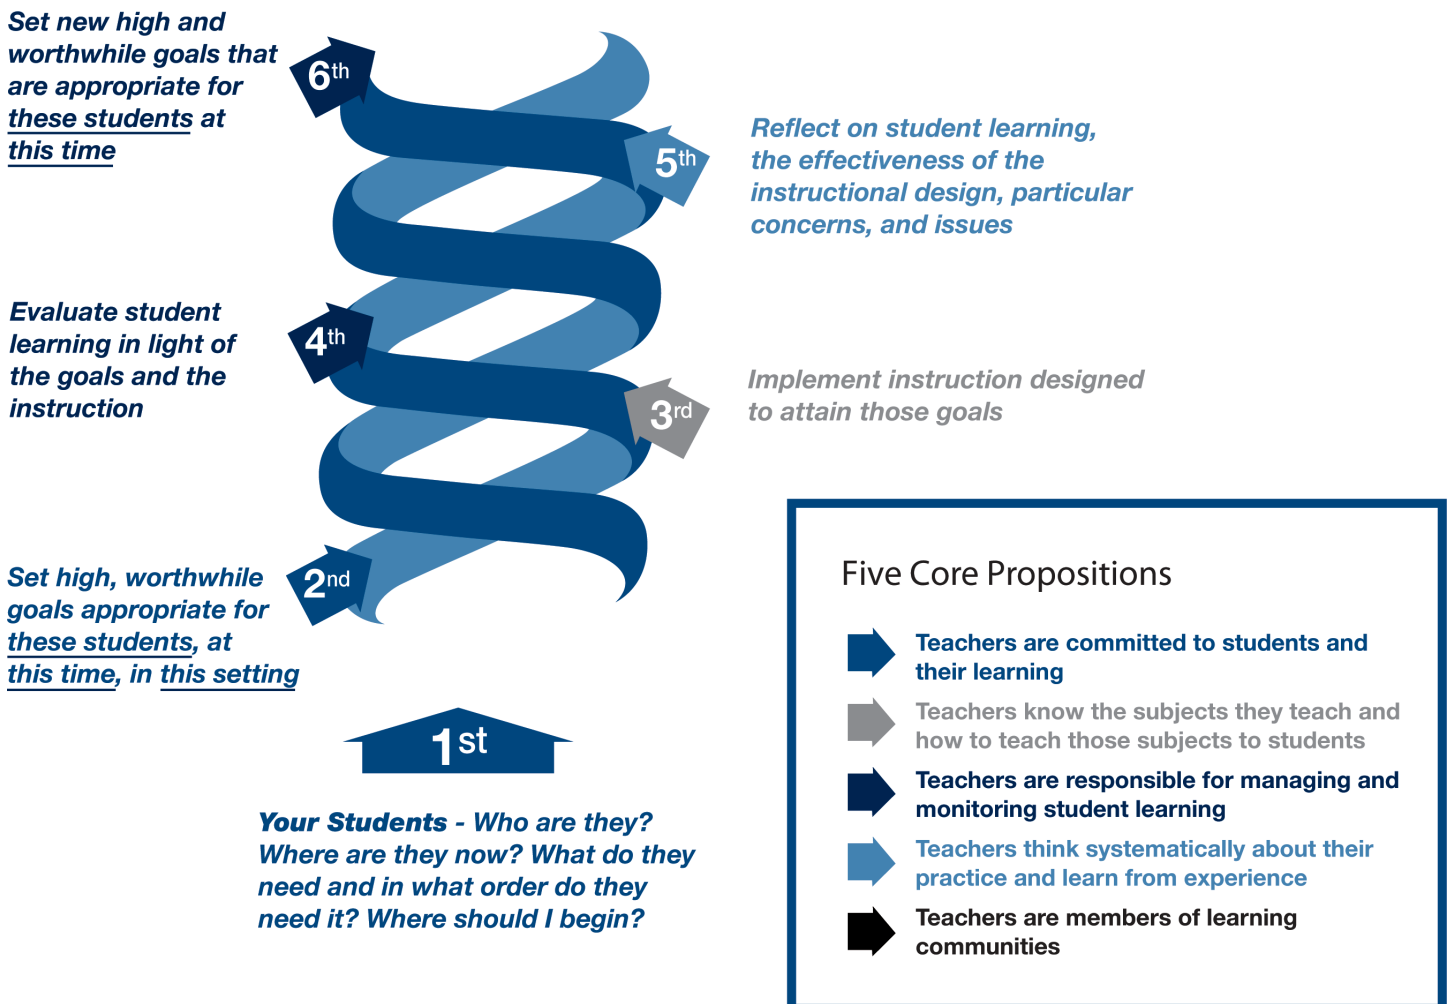 Set new high and
worthwhile goals that
are appropriate for
these students at
this time
6th
5th
Reflect on student learning,
the effectiveness of the
instructional design, particular
concerns, and issues
Evaluate student
learning in light of
the goals and the
instruction
4th
3rd
Implement instruction designed
to attain those goals
Set high, worthwhile
goals appropriate for
these students, at
this time, in this setting
2nd
1st
Your Students - Who are they?
Where are they now? What do they
need and in what order do they
need it? Where should I begin?
Five Core Propositions
Teachers are committed to students and
their learning
Teachers know the subjects they teach and
how to teach those subjects to students
Teachers are responsible for managing and
monitoring student learning
Teachers think systematically about their
practice and learn from experience
Teachers are members of learning
communities